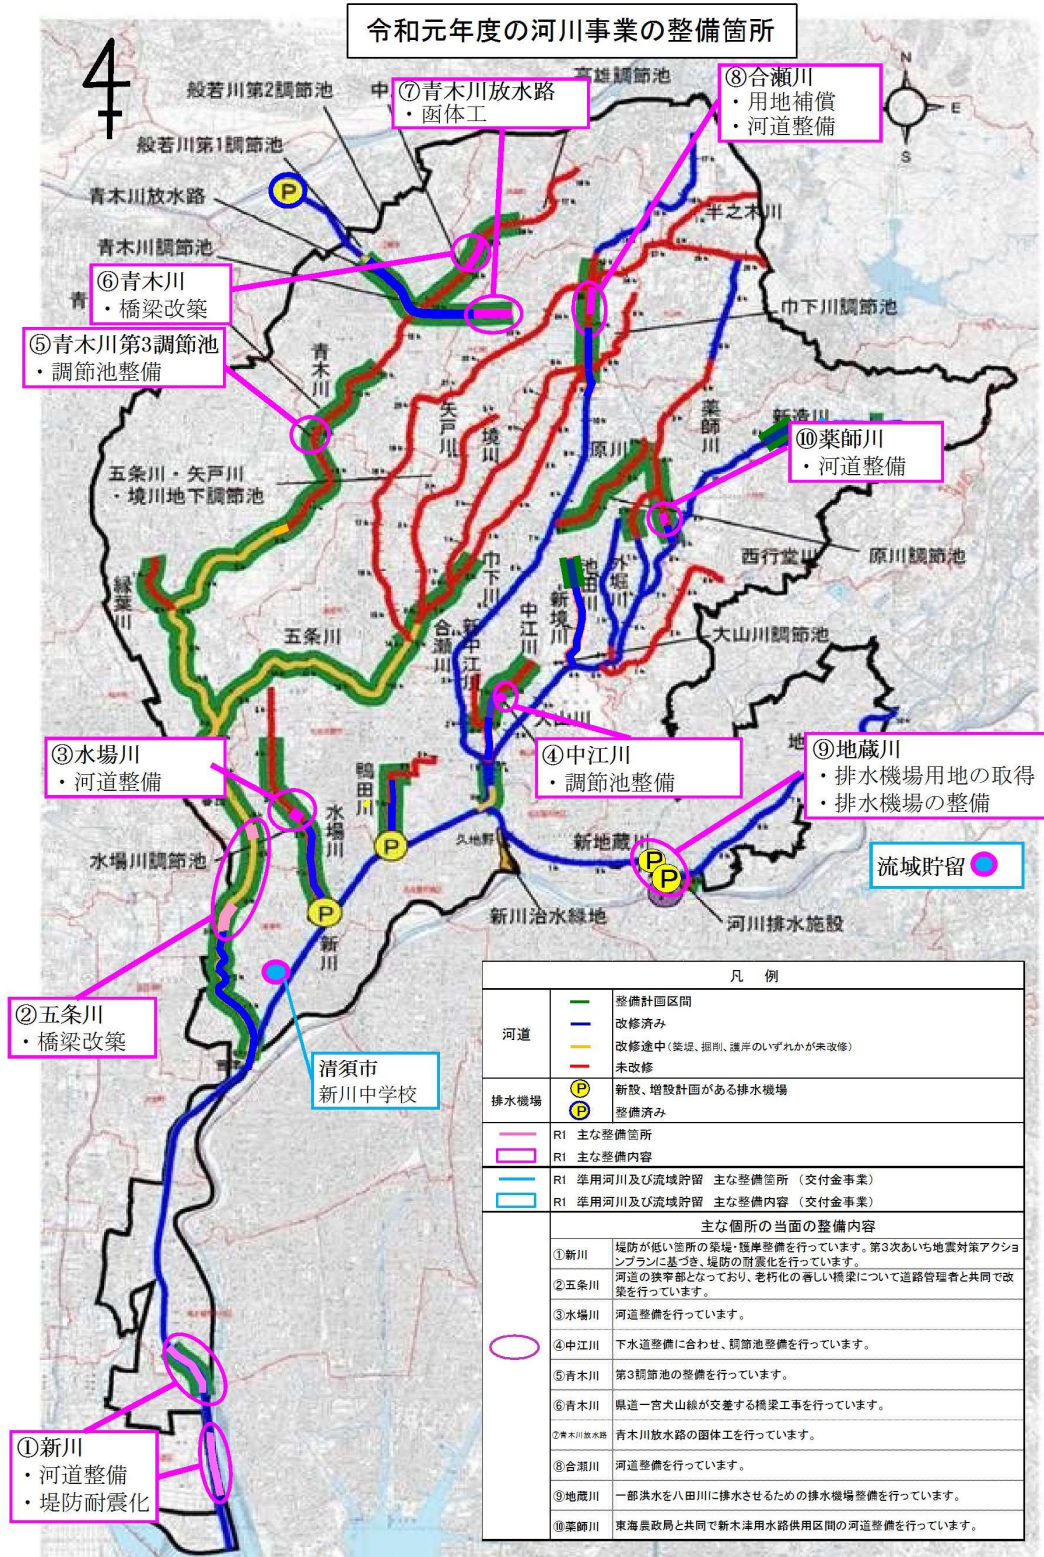 令和元年度の河川事業の整備箇所
N
E
S
⑦青木川放水路
・函体工
⑧合瀬川
・用地補償
・河道整備
高雄調節池
般若川第2調節池
中
般若川第1調節池
青木川放水路
青木川調節池
半之木川
⑥青木川
・橋梁改築
青
巾下川調節池
⑤青木川第3調節池
・調節池整備
青木川
矢戸川
境川
原川
薬師川
新造川
⑩薬師川
・河道整備
五条川・矢戸川
・境川地下調節池
西行堂川
原川調節池
縁葉川
巾下川
池田川
外堀川
新境川
五条川
合瀬川
新中江川
中江川
大山川調節池
大山川
③水場川
・河道整備
④中江川
・調節池整備
⑨地蔵川
・排水機場用地の取得
・排水機場の整備
地
鴨田川
水場川
水場川調節池
久地野
新地蔵川
流域貯留
新川治水緑地
河川排水施設
新川
②五条川
・橋梁改築
清須市
新川中学校
P
P
P
P
P
凡 例
河道
整備計画区間
改修済み
改修途中(築堤、掘削、護岸のいずれかが未改修)
未改修
排水機場
P
新設、増設計画がある排水機場
P
整備済み
R1 主な整備箇所
R1 主な整備内容
R1 準用河川及び流域貯留 主な整備箇所 (交付金事業)
R1 準用河川及び流域貯留 主な整備内容 (交付金事業)
主な個所の当面の整備内容
①新川
堤防が低い箇所の築堤・護岸整備を行っています。第3次あいち地震対策アクショ
ンプランに基づき、堤防の耐震化を行っています。
②五条川
河道の狭窄部となっており、老朽化の著しい橋梁について道路管理者と共同で改
築を行っています。
③水場川
河道整備を行っています。
④中江川
下水道整備に合わせ、調節池整備を行っています。
⑤青木川
第3調節池の整備を行っています。
⑥青木川
県道一宮犬山線が交差する橋梁工事を行っています。
⑦青木川放水路
青木川放水路の函体工を行っています。
⑧合瀬川
河道整備を行っています。
⑨地蔵川
一部洪水を八田川に排水させるための排水機場整備を行っています。
⑩薬師川
東海農政局と共同で新木津用水路供用区間の河道整備を行っています。
①新川
・河道整備
・堤防耐震化